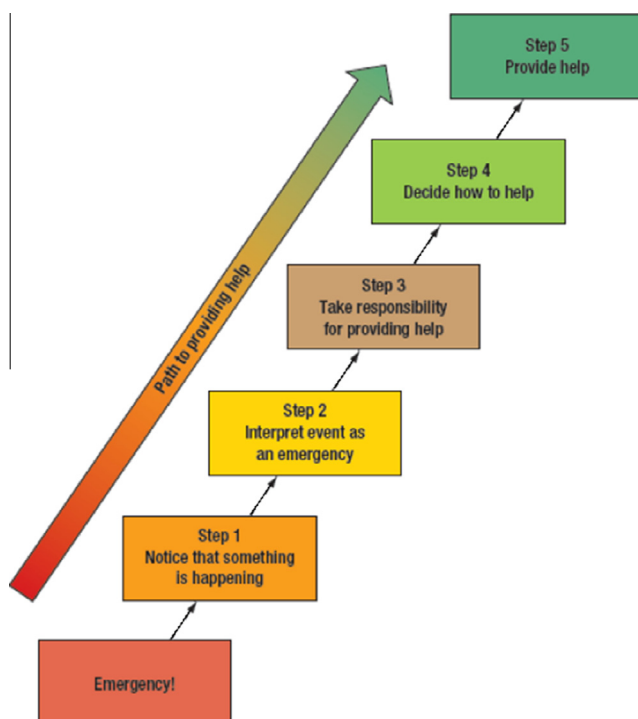 Step 5
Provide help
Step 4
Decide how to help
Step 3
Take responsibility
for providing help
Path to providing help
Step 2
Interpret event as
an emergency
Step 1
Notice that something
is happening
Emergency!